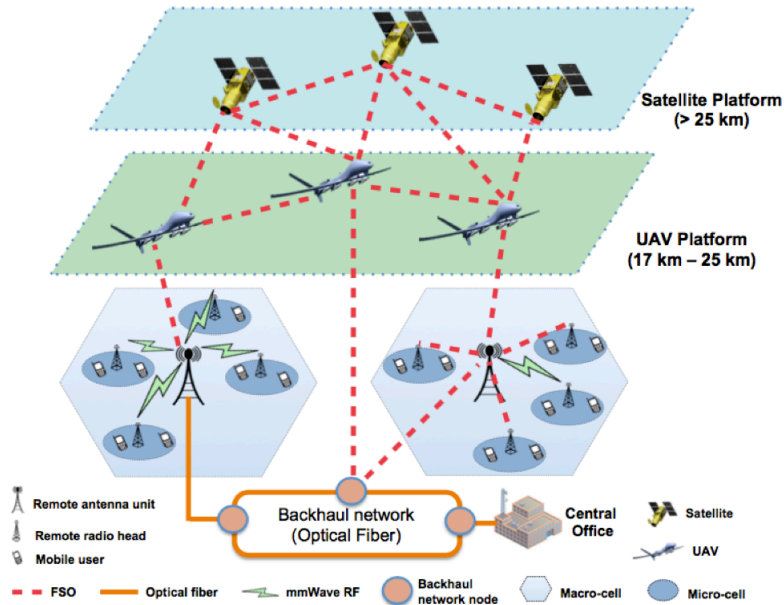 Satellite Platform
(> 25 km)
UAV Platform
(17 km – 25 km)
Backhaul network
(Optical Fiber)
Central
Office
Remote antenna unit
Remote radio head
Mobile user
Satellite
UAV
FSO
Optical fiber
mmWave RF
Backhaul
network node
Macro-cell
Micro-cell